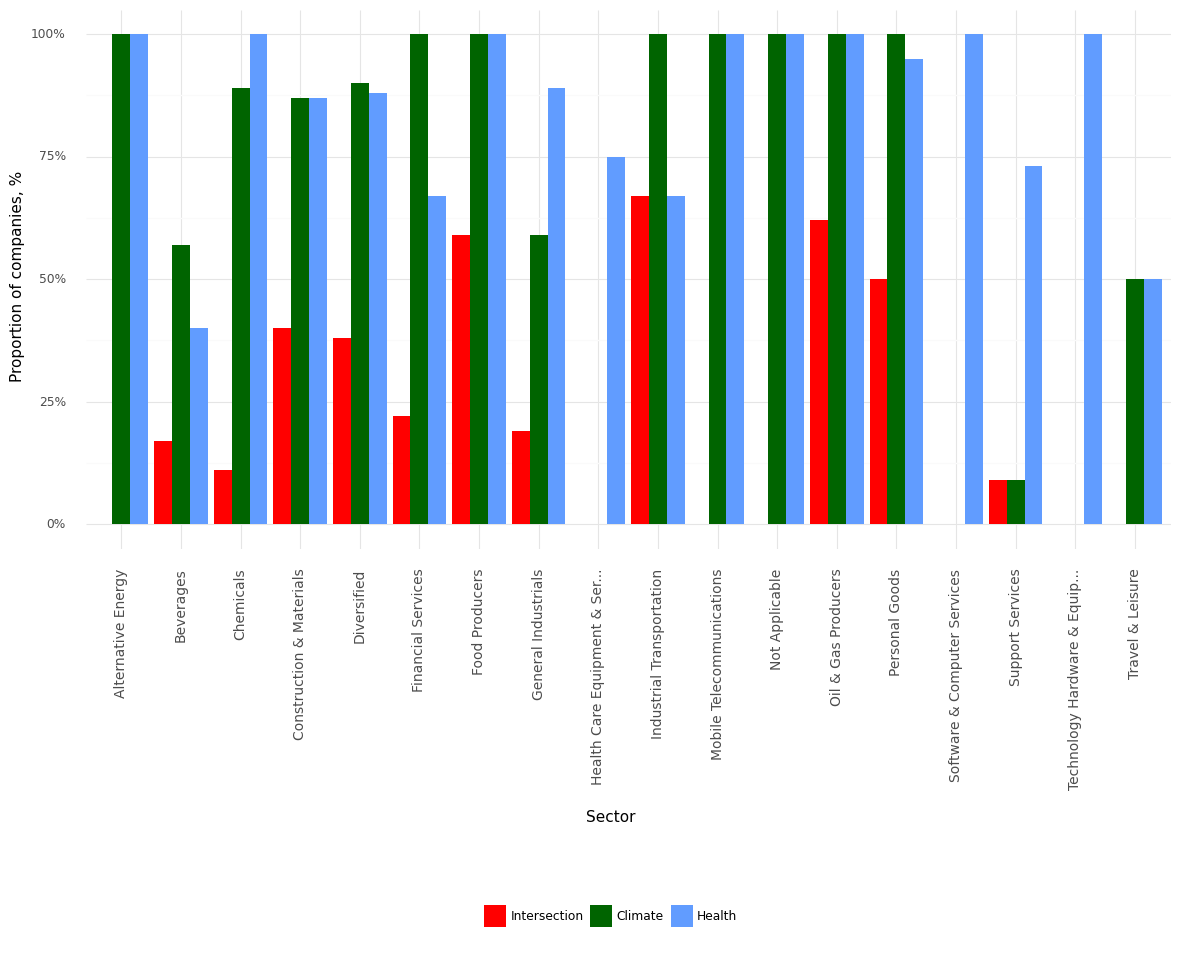 Proportion of companies, %
100%
75%
50%
25%
0%
Alternative Energy
Beverages
Chemicals
Construction & Materials
Diversified
Financial Services
Food Producers
General Industrials
Health Care Equipment & Ser...
Industrial Transportation
Mobile Telecommunications
Not Applicable
Oil & Gas Producers
Personal Goods
Software & Computer Services
Support Services
Technology Hardware & Equip...
Travel & Leisure
Sector
Intersection
Climate
Health